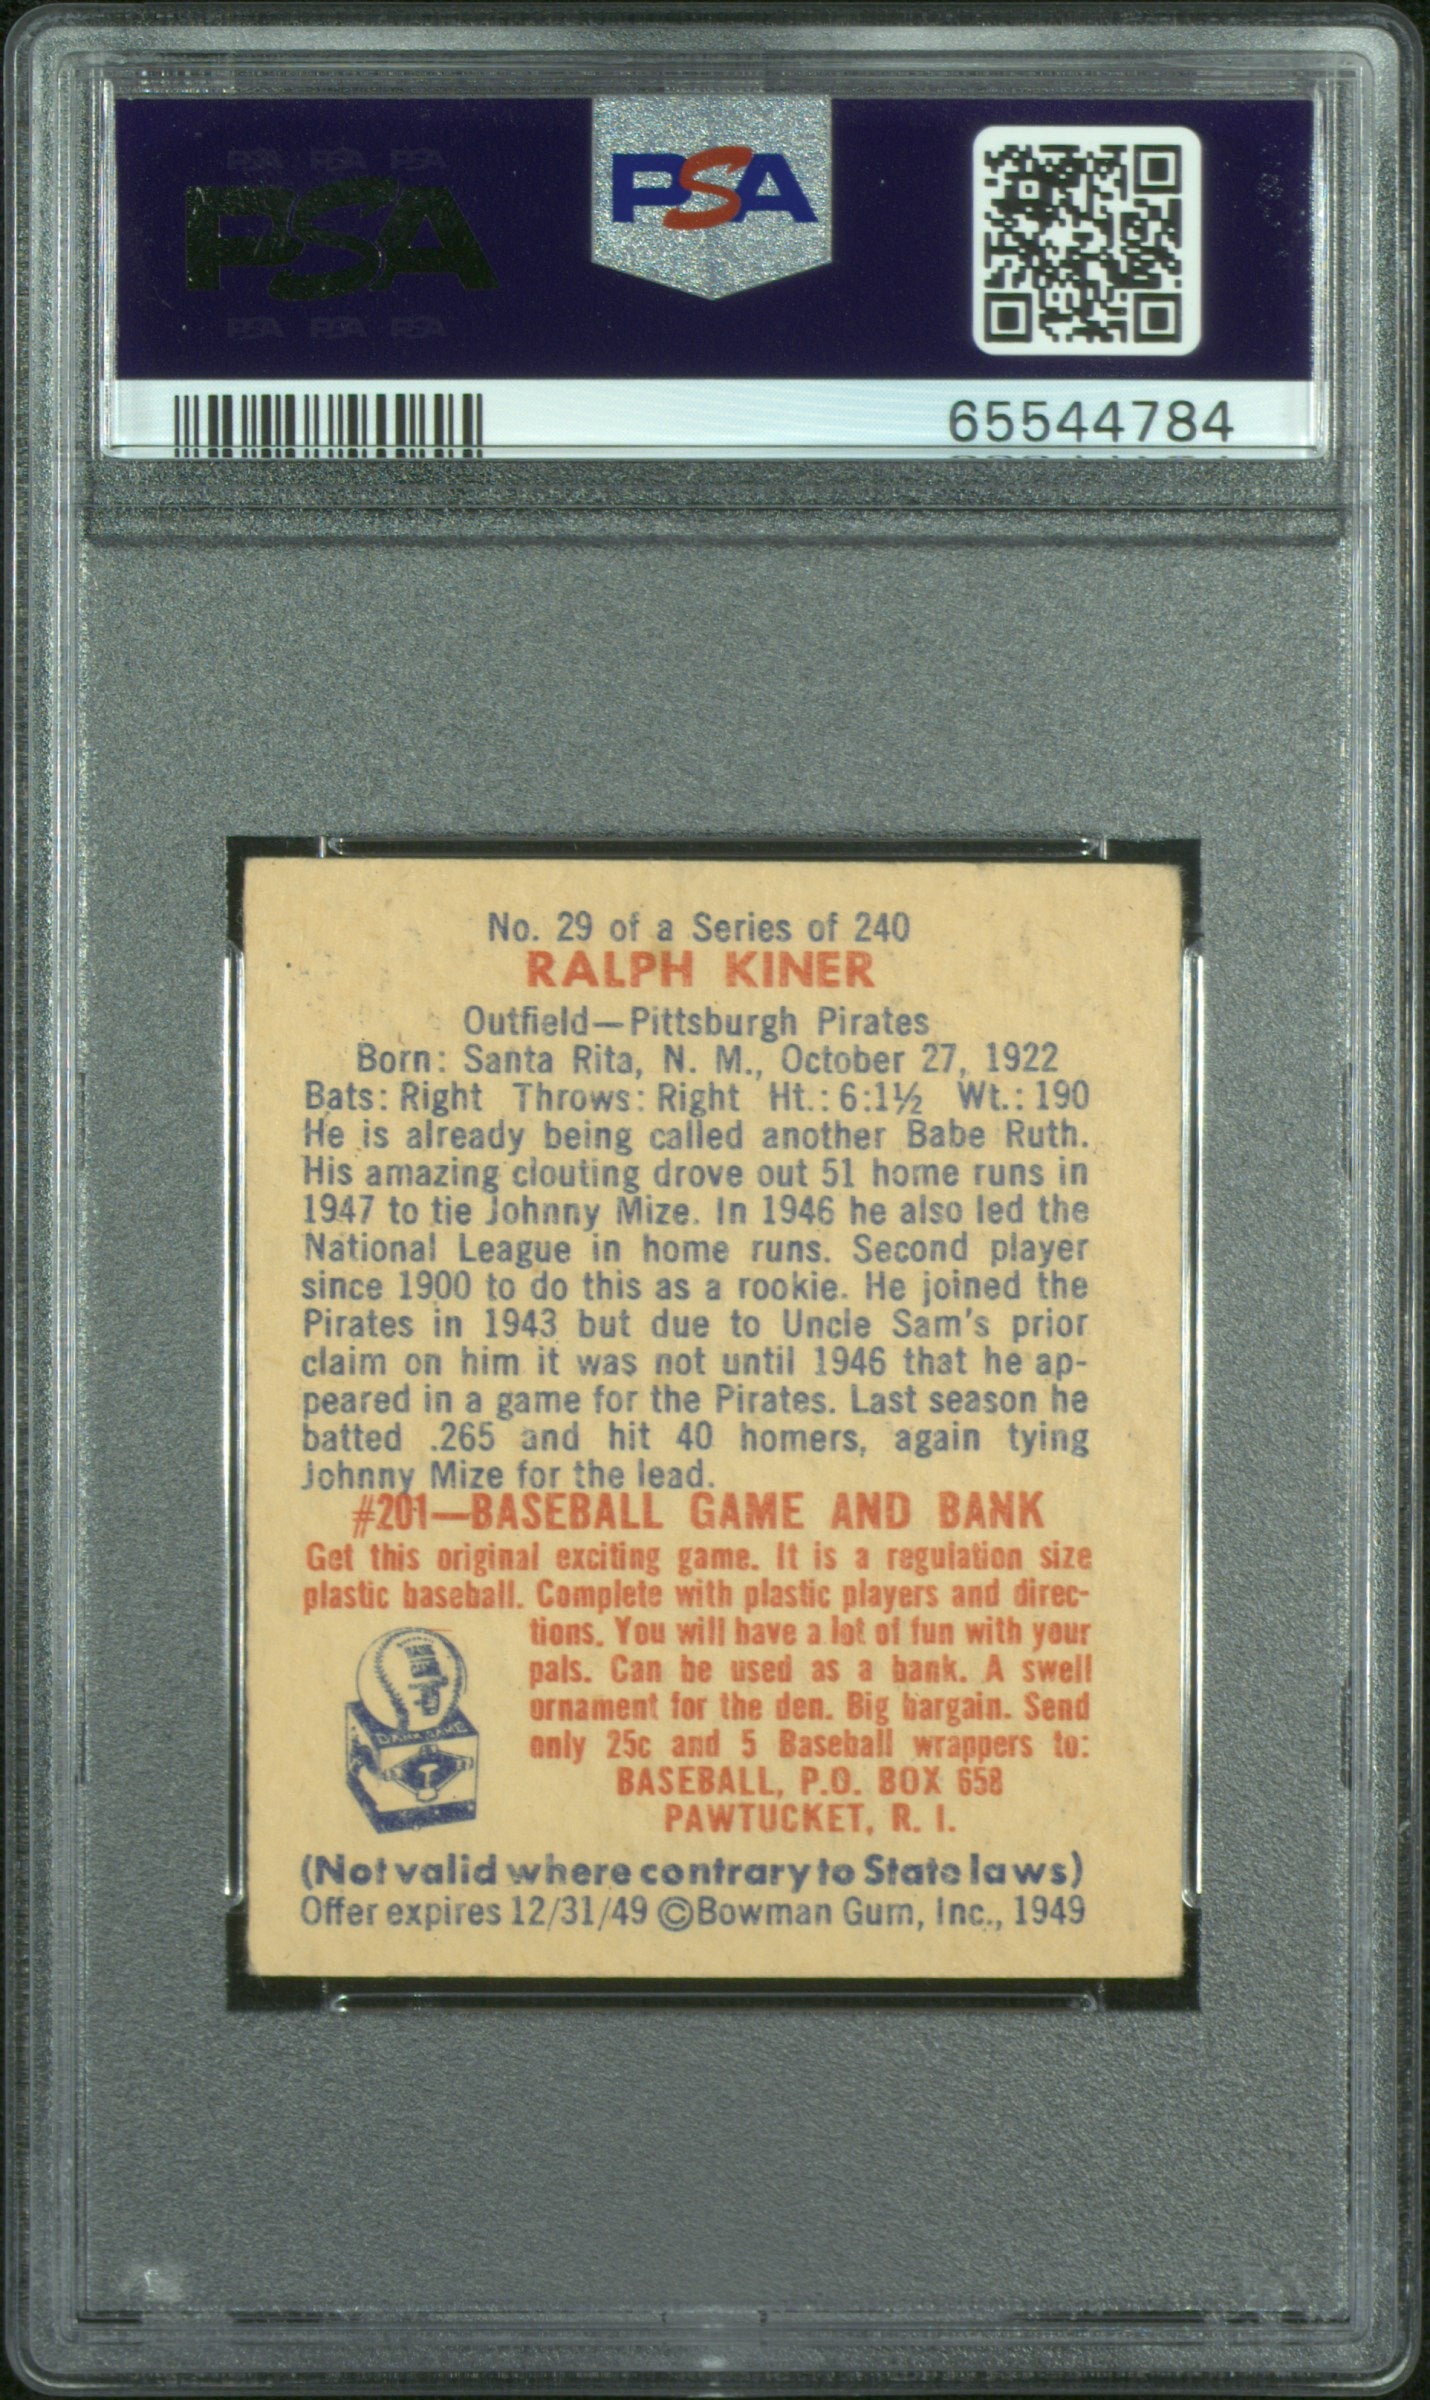 PSA PSA PSA
PSA
PSA PSA PSA
PSA
65544784
No. 29 of a Series of 240
RALPH KINER
Outfield—Pittsburgh Pirates
Born: Santa Rita, N. M., October 27, 1922
Bats: Right Throws: Right Ht.: 6:1½ Wt.: 190
He is already being called another Babe Ruth.
His amazing clouting drove out 51 home runs in
1947 to tie Johnny Mize. In 1946 he also led the
National League in home runs. Second player
since 1900 to do this as a rookie. He joined the
Pirates in 1943 but due to Uncle Sam's prior
claim on him it was not until 1946 that he ap-
peared in a game for the Pirates. Last season he
batted .265 and hit 40 homers, again tying
Johnny Mize for the lead.
#201—BASEBALL GAME AND BANK
Get this original exciting game. It is a regulation size
plastic baseball. Complete with plastic players and direc-
tions. You will have a lot of fun with your
pals. Can be used as a bank. A swell
ornament for the den. Big bargain. Send
only 25c and 5 Baseball wrappers to:
BASEBALL, P.O. BOX 658
PAWTUCKET, R. I.
BANK GAME
(Not valid where contrary to State laws)
Offer expires 12/31/49 ©Bowman Gum, Inc., 1949